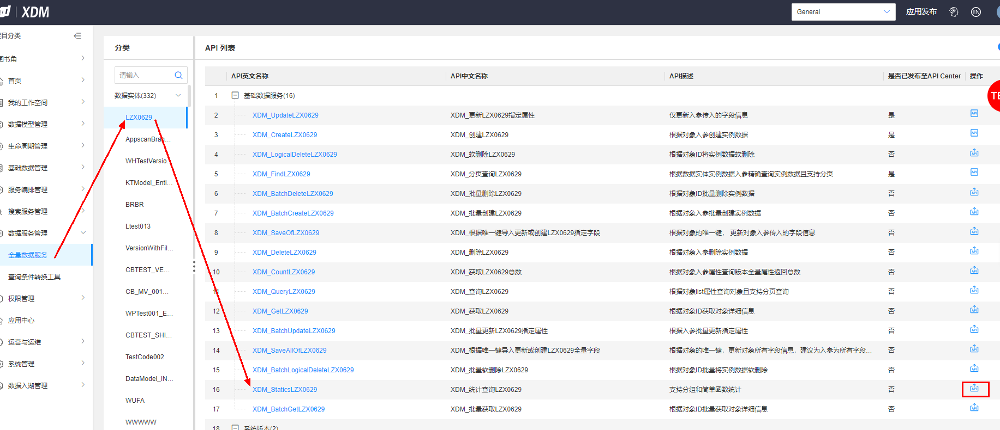 XDM
General
应用发布
EN
目分类
图书角
首页
我的工作空间
数据模型管理
生命周期管理
基础数据管理
服务编排管理
搜索服务管理
数据服务管理
全量数据服务
查询条件转换工具
权限管理
应用中心
运营与运维
系统管理
数据入湖管理
分类
请输入
数据实体(332)
LZX0629
AppscanBran...
WHTestVersio...
KTModel_Enti...
BRBR
Ltest013
VersionWithFil...
CBTEST_VE...
CB_MV_001...
WPTest001_E...
CBTEST_SHI...
TestCode002
DataModel_IN...
WUFA
WWWWW
API 列表
API英文名称 API中文名称 API描述 是否已发布至API Center 操作
1 基础数据服务(16)
2 XDM_UpdateLZX0629 XDM_更新LZX0629指定属性 仅更新入参传入的字段信息 是 API
3 XDM_CreateLZX0629 XDM_创建LZX0629 根据对象入参创建实例数据 是 API
4 XDM_LogicalDeleteLZX0629 XDM_软删除LZX0629 根据对象ID将实例数据软删除 否 API
5 XDM_FindLZX0629 XDM_分页查询LZX0629 根据数据实体实例数据入参精确查询实例数据且支持分页 是 API
6 XDM_BatchDeleteLZX0629 XDM_批量删除LZX0629 根据对象ID批量删除实例数据 否 API
7 XDM_BatchCreateLZX0629 XDM_批量创建LZX0629 根据对象入参批量创建实例数据 否 API
8 XDM_SaveOfLZX0629 XDM_根据唯一键导入更新或创建LZX0629指定字段 根据对象的唯一键， 更新对象入参传入的字段信息 否 API
9 XDM_DeleteLZX0629 XDM_删除LZX0629 根据对象入参删除实例数据 否 API
10 XDM_CountLZX0629 XDM_获取LZX0629总数 根据对象入参属性查询版本全量属性返回总数 否 API
11 XDM_QueryLZX0629 XDM_查询LZX0629 根据对象list属性查询对象且支持分页查询 否 API
12 XDM_GetLZX0629 XDM_获取LZX0629 根据对象ID获取对象详细信息 否 API
13 XDM_BatchUpdateLZX0629 XDM_批量更新LZX0629指定属性 根据入参批量更新指定属性 否 API
14 XDM_SaveAllOfLZX0629 XDM_根据唯一键导入更新或创建LZX0629全量字段 根据对象的唯一键，更新对象所有字段信息，建议为入参为所有字段... 否 API
15 XDM_BatchLogicalDeleteLZX0629 XDM_批量软删除LZX0629 根据对象ID批量将实例数据软删除 否 API
16 XDM_StaticsLZX0629 XDM_统计查询LZX0629 支持分组和简单函数统计 否 API
17 XDM_BatchGetLZX0629 XDM_批量获取LZX0629 根据对象ID批量获取对象详细信息 否 API
18 系统版本(2)
TE